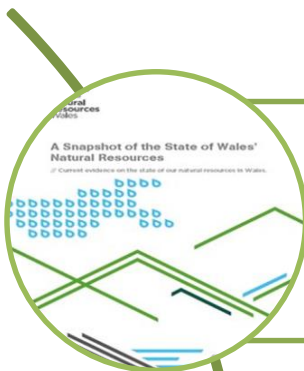 Resources
Wales
A Snapshot of the State of Wales'
Natural Resources
// Current evidence on the state of our natural resources in Wales.